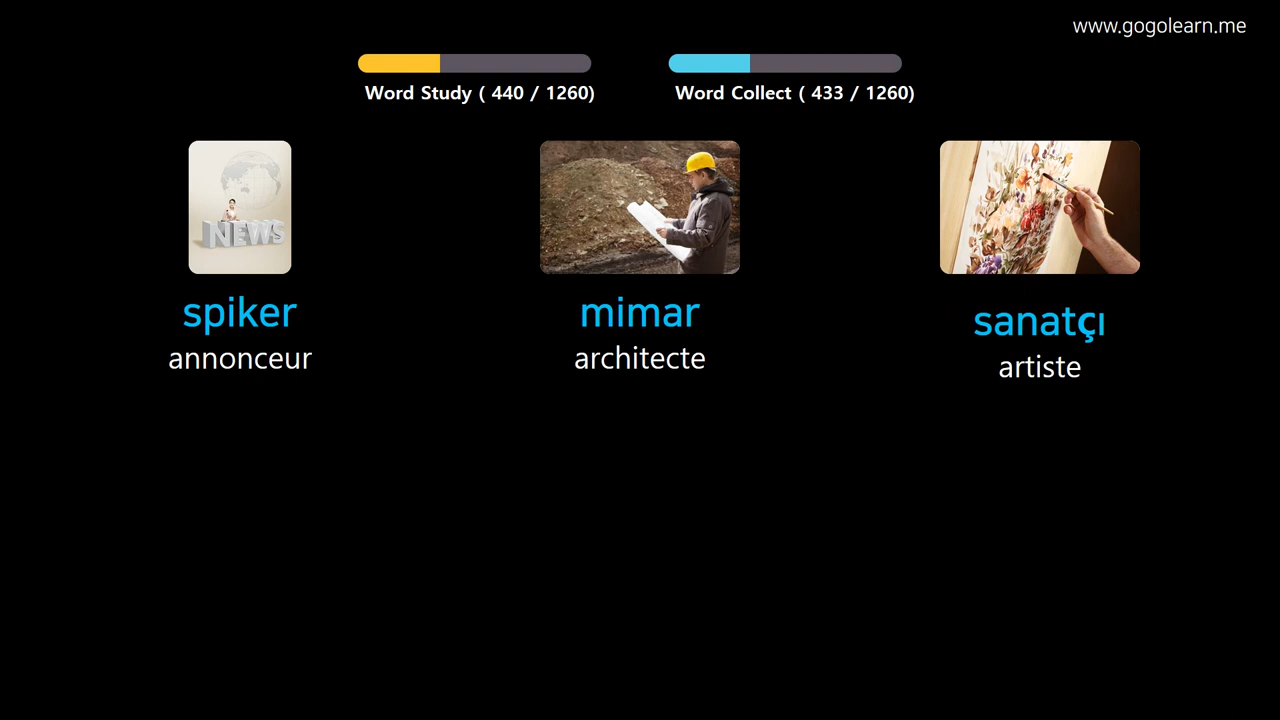 www.gogolearn.me
Word Study ( 440 / 1260)
Word Collect ( 433 / 1260)
NEWS
spiker
annonceur
mimar
architecte
sanatçı
artiste